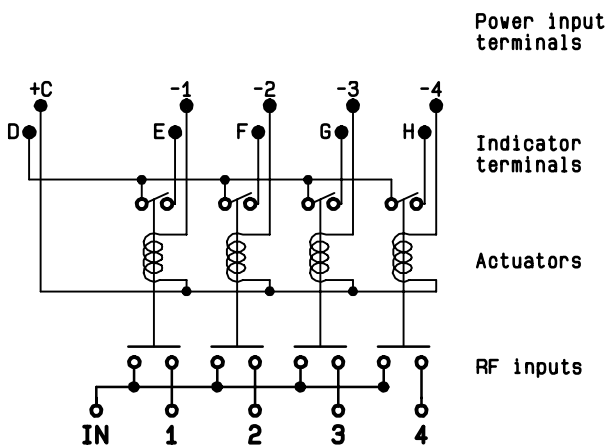 Power input
terminals
+C -1 -2 -3 -4
D E F G H
Indicator
terminals
Actuators
RF inputs
IN 1 2 3 4